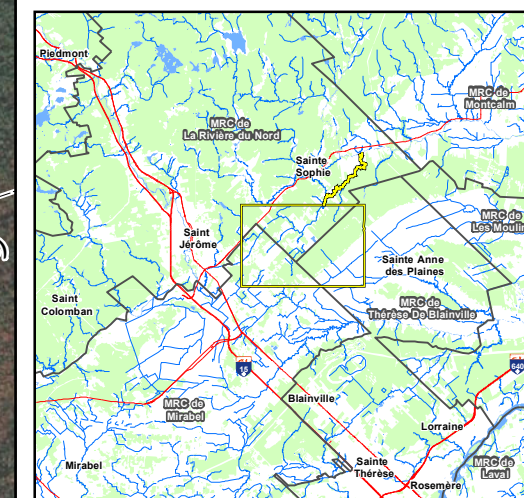 Piedmont
MRC de
Montcalm
MRC de
La Rivière du Nord
Sainte
Sophie
MRC de
Saint
Jérôme
Sainte Anne
des Plaines
Saint
Colomban
MRC de
Thérèse De Blainville
15
640
Blainville
MRC de
Mirabel
Lorraine
Mirabel
Sainte
Thérèse
MRC de
Laval
Rosemère